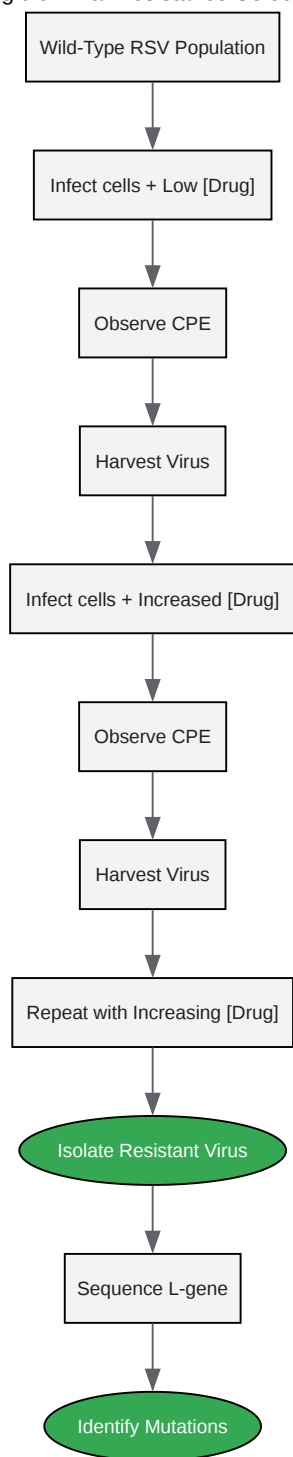 Wild-Type RSV Population
Infect cells + Low [Drug]
Observe CPE
Harvest Virus
Infect cells + Increased [Drug]
Observe CPE
Harvest Virus
Repeat with Increasing [Drug]
Isolate Resistant Virus
Sequence L-gene
Identify Mutations